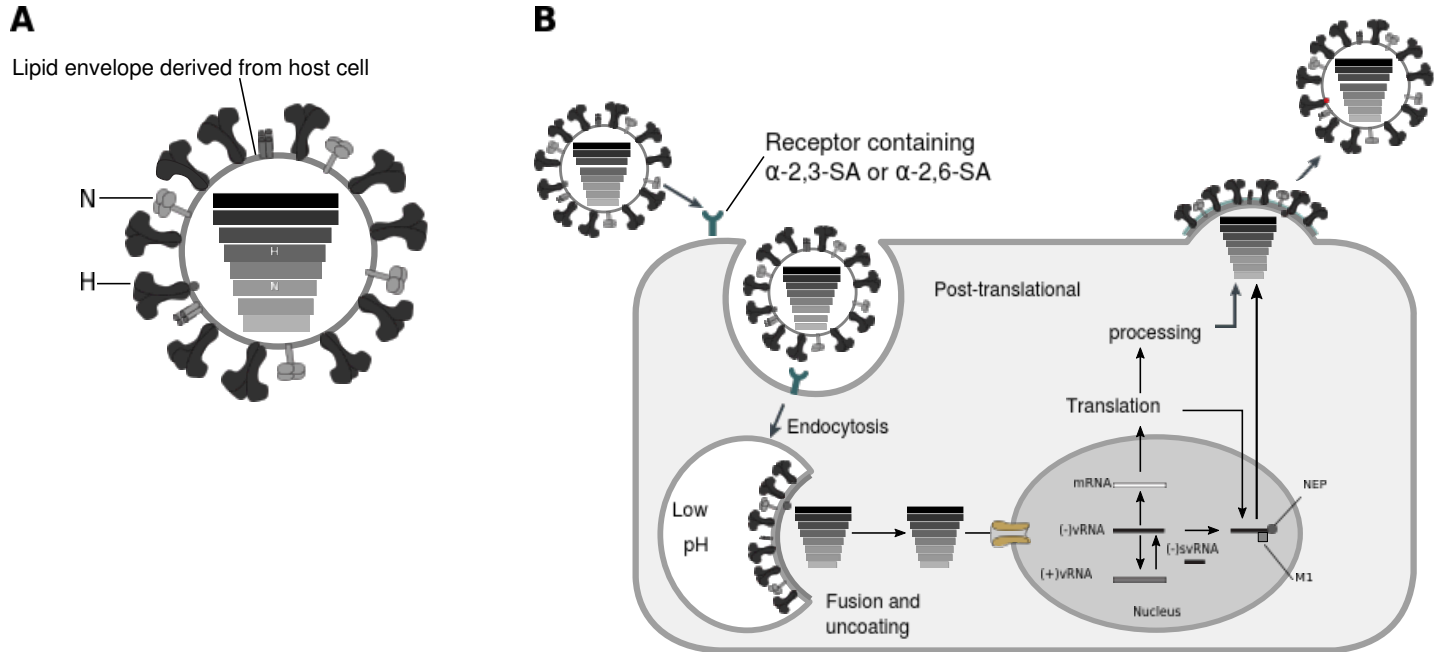 A
Lipid envelope derived from host cell
N
H
H
N
B
Receptor containing
α-2,3-SA or α-2,6-SA
Post-translational
processing
Translation
Endocytosis
Low
pH
Fusion and
uncoating
mRNA
(-)vRNA
(+)vRNA
(-)svRNA
NEP
M1
Nucleus